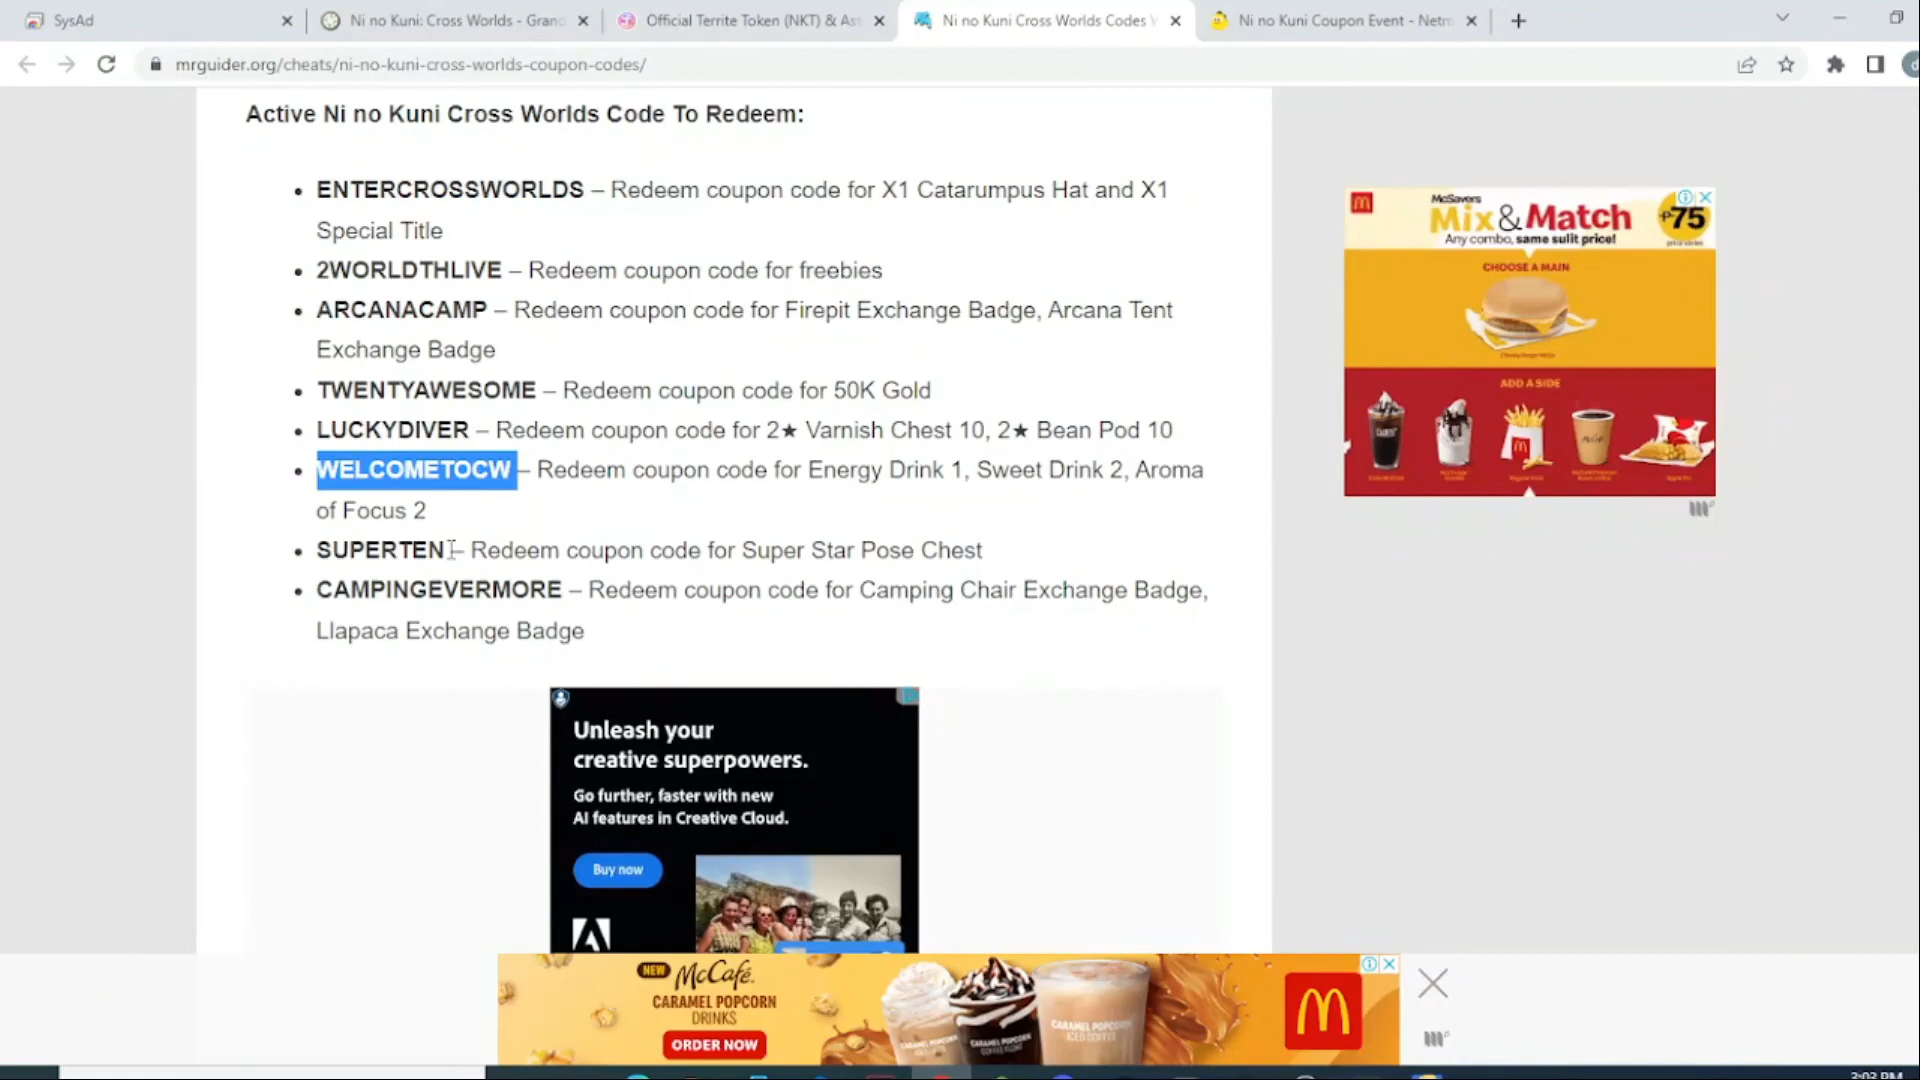 SysAd
Ni no Kuni: Cross Worlds - Grand
Official Territe Token (NKT) & As
Ni no Kuni Cross Worlds Codes
Ni no Kuni Coupon Event - Netm
mrguider.org/cheats/ni-no-kuni-cross-worlds-coupon-codes/
Active Ni no Kuni Cross Worlds Code To Redeem:
• ENTERCROSSWORLDS – Redeem coupon code for X1 Catarumpus Hat and X1
Special Title
• 2WORLDTHLIVE – Redeem coupon code for freebies
• ARCANACAMP – Redeem coupon code for Firepit Exchange Badge, Arcana Tent
Exchange Badge
• TWENTYAWESOME – Redeem coupon code for 50K Gold
• LUCKYDIVER – Redeem coupon code for 2★ Varnish Chest 10, 2★ Bean Pod 10
• WELCOMETOCW – Redeem coupon code for Energy Drink 1, Sweet Drink 2, Aroma
of Focus 2
• SUPERTEN – Redeem coupon code for Super Star Pose Chest
• CAMPINGEVERMORE – Redeem coupon code for Camping Chair Exchange Badge,
Llapaca Exchange Badge
McSavers
Mix & Match
Any combo, same sulit price!
₱75
CHOOSE A MAIN
ADD A SIDE
Unleash your
creative superpowers.
Go further, faster with new
AI features in Creative Cloud.
Buy now
NEW McCafé.
CARAMEL POPCORN
DRINKS
ORDER NOW
3:03 PM